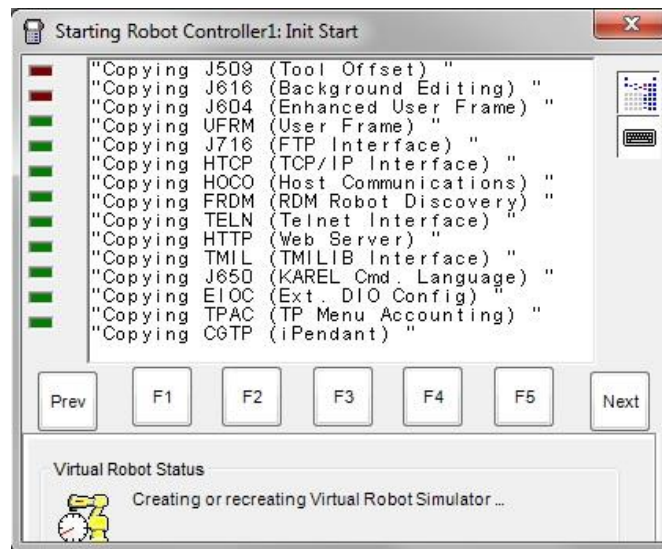 Starting Robot Controller1: Init Start
"Copying J509 (Tool Offset) "
"Copying J616 (Background Editing) "
"Copying J604 (Enhanced User Frame) "
"Copying UFRM (User Frame) "
"Copying J716 (FTP Interface) "
"Copying HTCP (TCP/IP Interface) "
"Copying HOCO (Host Communications) "
"Copying FRDM (RDM Robot Discovery) "
"Copying TELN (Telnet Interface) "
"Copying HTTP (Web Server) "
"Copying TMIL (TMILIB Interface) "
"Copying J650 (KAREL Cmd. Language) "
"Copying EIOC (Ext. DIO Config) "
"Copying TPAC (TP Menu Accounting) "
"Copying CGTP (iPendant) "
Prev F1 F2 F3 F4 F5 Next
Virtual Robot Status
Creating or recreating Virtual Robot Simulator ...